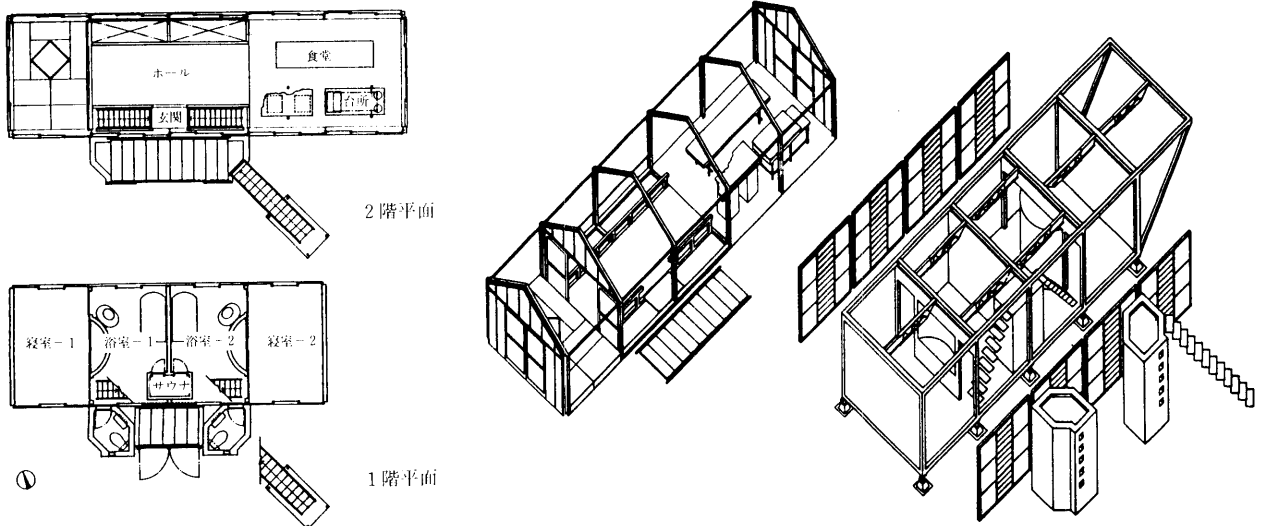 食堂
ホール
台所
玄関
2階平面
寝室-1
浴室-1
浴室-2
寝室-2
サウナ
1階平面